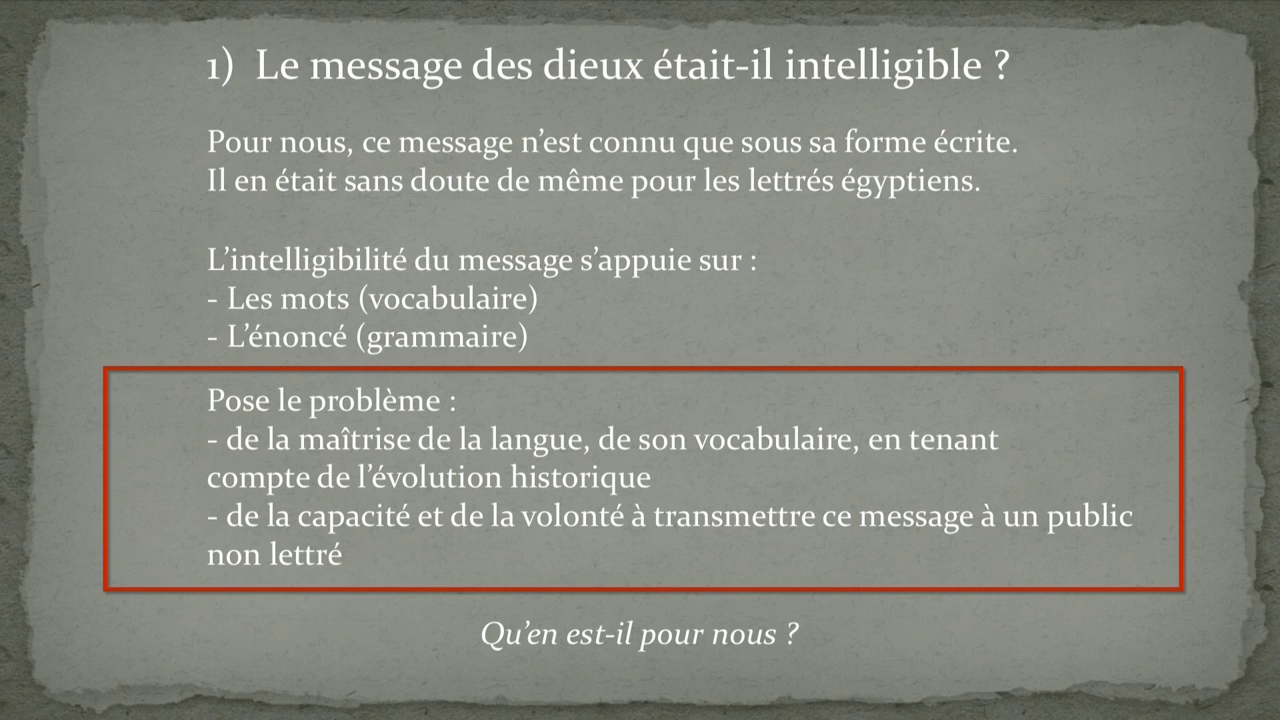 1) Le message des dieux était-il intelligible ?
Pour nous, ce message n’est connu que sous sa forme écrite.
Il en était sans doute de même pour les lettrés égyptiens.
L’intelligibilité du message s’appuie sur :
- Les mots (vocabulaire)
- L’énoncé (grammaire)
Pose le problème :
- de la maîtrise de la langue, de son vocabulaire, en tenant
compte de l’évolution historique
- de la capacité et de la volonté à transmettre ce message à un public
non lettré
Qu’en est-il pour nous ?